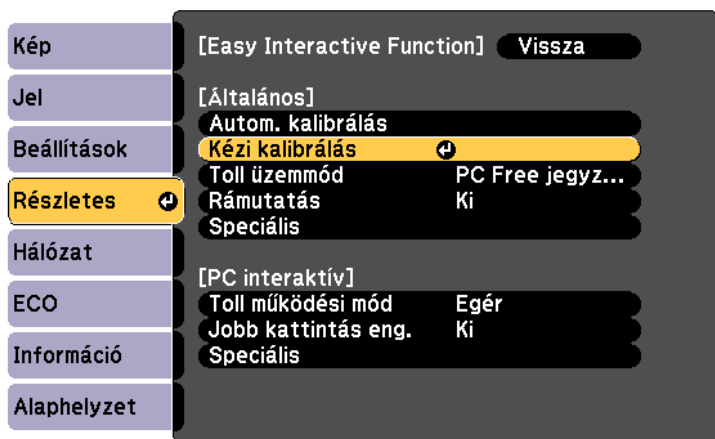 Kép
Jel
Beállítások
Részletes
Hálózat
ECO
Információ
Alaphelyzet
[Easy Interactive Function] Vissza
[Általános]
Autom. kalibrálás
Kézi kalibrálás
Toll üzemmód PC Free jegyz...
Rámutatás Ki
Speciális
[PC interaktív]
Toll működési mód Egér
Jobb kattintás eng. Ki
Speciális